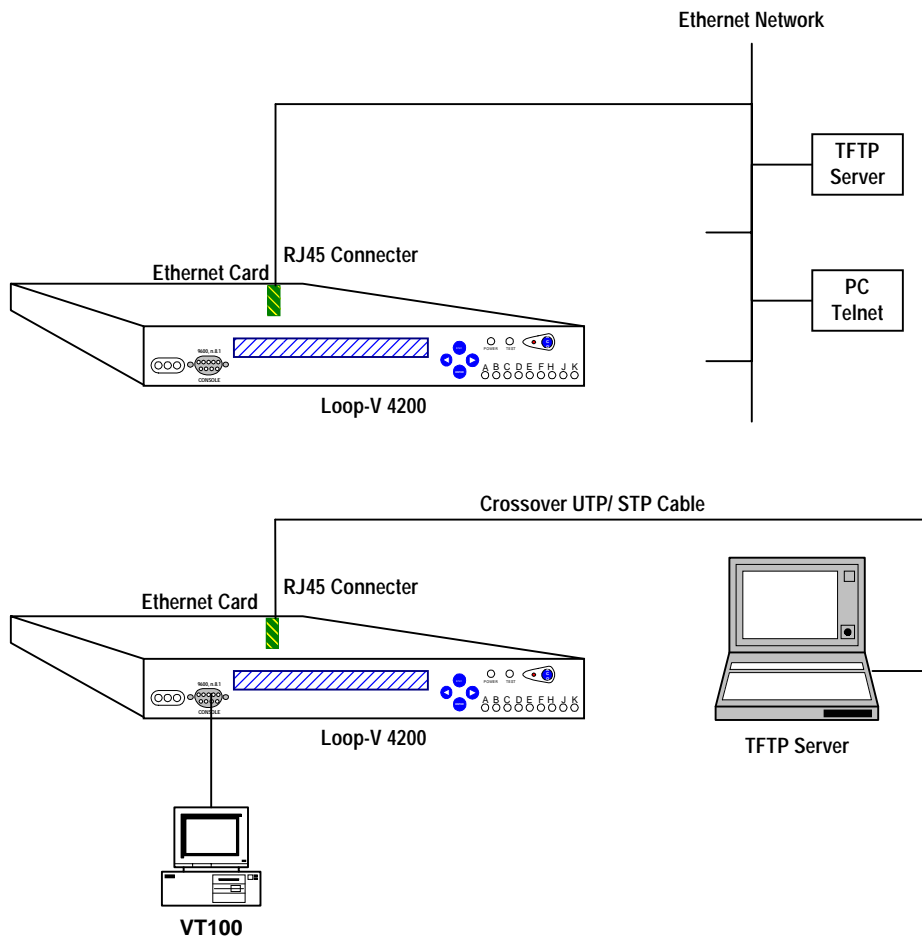 Ethernet Network
TFTP
Server
RJ45 Connecter
Ethernet Card
PC
Telnet
9600, n.8.1
CONSOLE
POWER TEST
A B C D E F H J K
Loop-V 4200
Crossover UTP/ STP Cable
RJ45 Connecter
Ethernet Card
9600, n.8.1
CONSOLE
POWER TEST
A B C D E F H J K
Loop-V 4200
TFTP Server
VT100